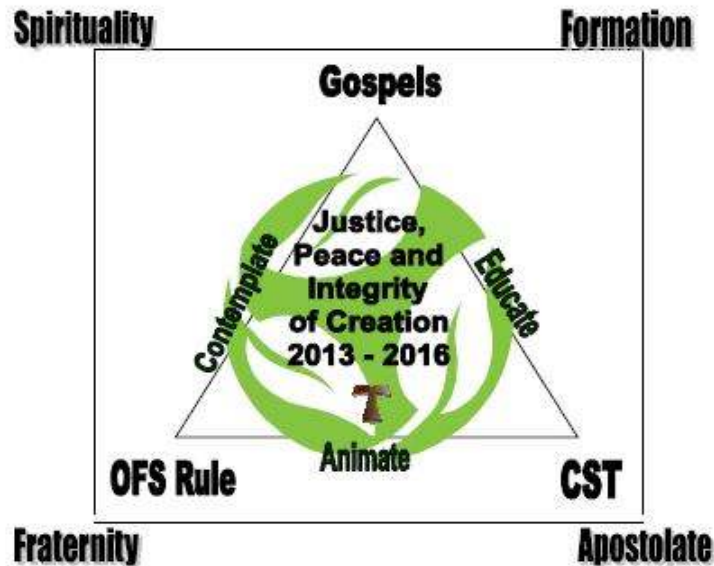 Spirituality Formation
Gospels
Justice,
Peace and
Integrity
of Creation
2013 - 2016
Contemplate
Educate
Animate
OFS Rule CST
Fraternity Apostolate